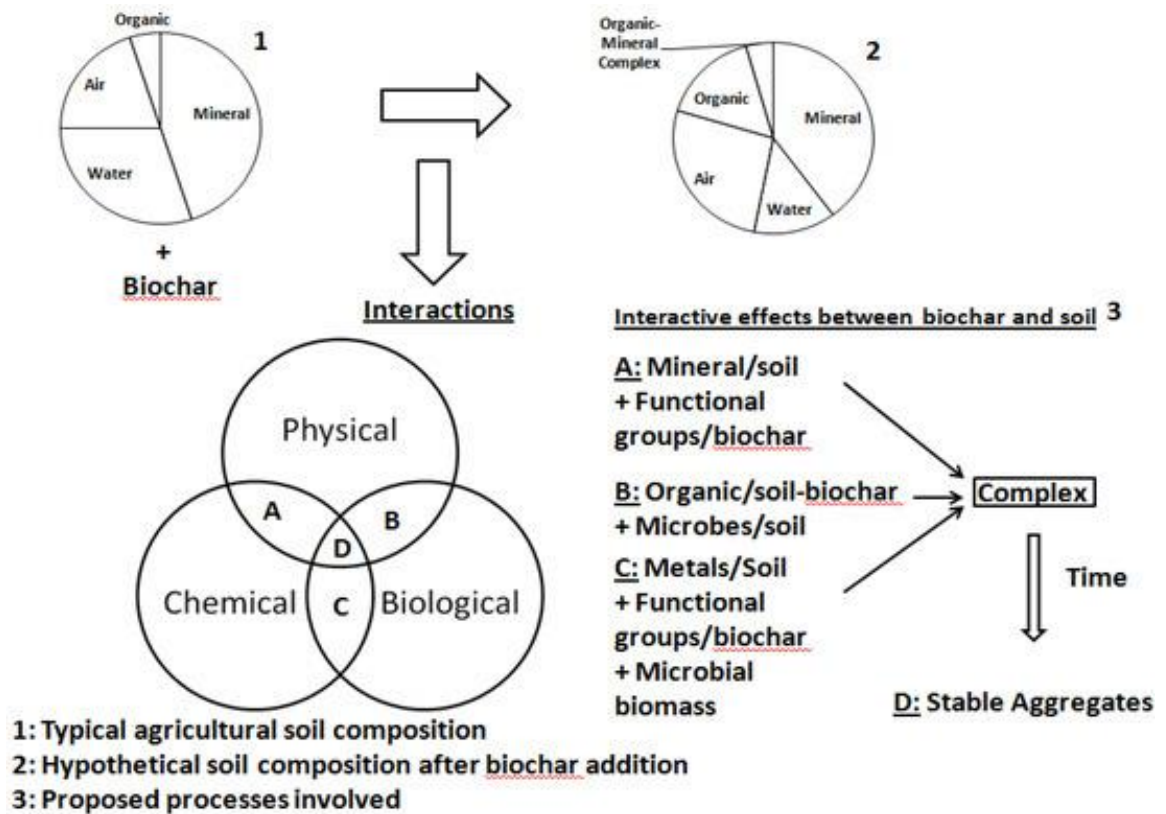 Organic
1
Air
Mineral
Water
+
Biochar
Organic-
Mineral
Complex
2
Organic
Mineral
Air
Water
Interactions
Physical
A
B
D
Chemical
C
Biological
Interactive effects between biochar and soil 3
A: Mineral/soil
+ Functional
groups/biochar
B: Organic/soil-biochar
+ Microbes/soil
C: Metals/Soil
+ Functional
groups/biochar
+ Microbial
biomass
Complex
Time
D: Stable Aggregates
1: Typical agricultural soil composition
2: Hypothetical soil composition after biochar addition
3: Proposed processes involved